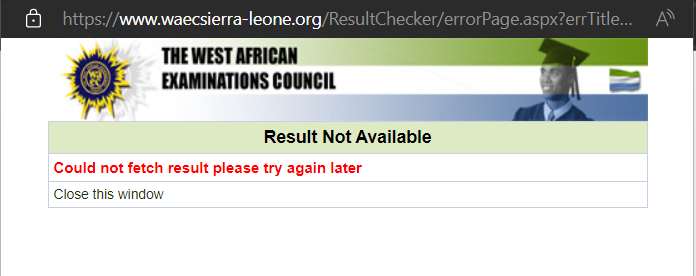 https://www.waecsierra-leone.org/ResultChecker/errorPage.aspx?errTitle...
THE WEST AFRICAN
EXAMINATIONS COUNCIL
Result Not Available
Could not fetch result please try again later
Close this window